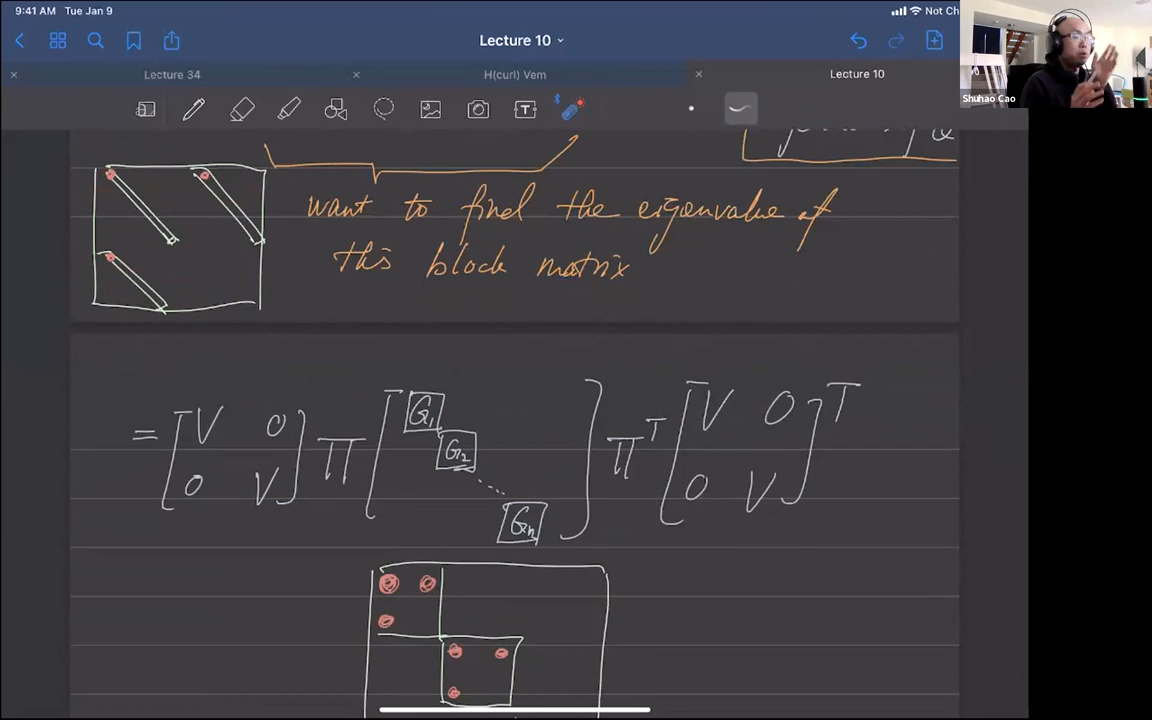 9:41 AM Tue Jan 9
Not Ch
Lecture 10
Lecture 34
H(curl) Vem
Lecture 10
Shuhao Cao
want to find the eigenvalue of
this block matrix
= [V 0; 0 V] Π [G₁ G₂ ⋱ Gₙ] Πᵀ [V 0; 0 V]ᵀ